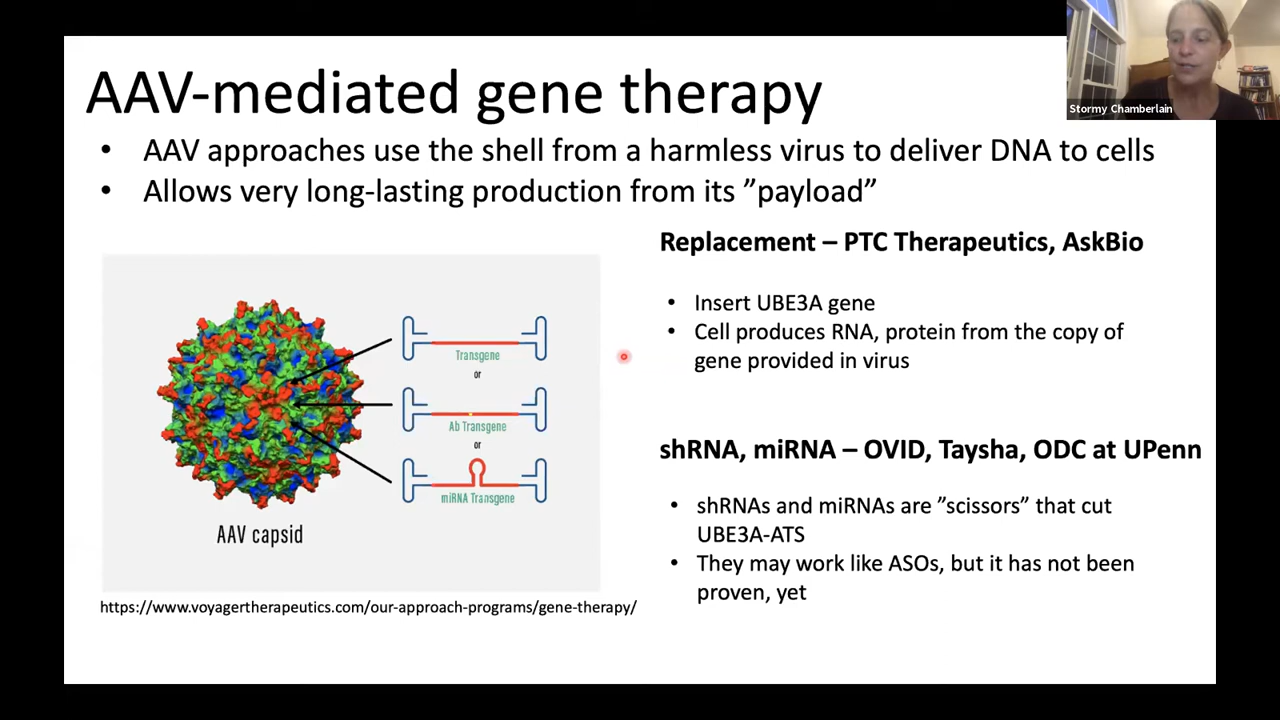 Stormy Chamberlain
AAV-mediated gene therapy
• AAV approaches use the shell from a harmless virus to deliver DNA to cells
• Allows very long-lasting production from its ”payload”
Transgene
or
Ab Transgene
or
miRNA Transgene
AAV capsid
https://www.voyagertherapeutics.com/our-approach-programs/gene-therapy/
Replacement – PTC Therapeutics, AskBio
• Insert UBE3A gene
• Cell produces RNA, protein from the copy of
gene provided in virus
shRNA, miRNA – OVID, Taysha, ODC at UPenn
• shRNAs and miRNAs are ”scissors” that cut
UBE3A-ATS
• They may work like ASOs, but it has not been
proven, yet